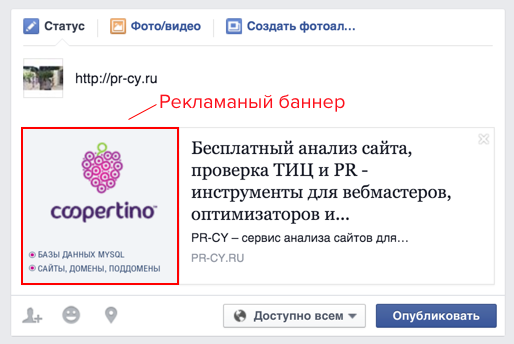 Статус
Фото/видео
Создать фотоал...
http://pr-cy.ru
Рекламаный баннер
coopertino™
БАЗЫ ДАННЫХ MYSQL
САЙТЫ, ДОМЕНЫ, ПОДДОМЕНЫ
Бесплатный анализ сайта,
проверка ТИЦ и PR -
инструменты для вебмастеров,
оптимизаторов и...
PR-CY – сервис анализа сайтов для...
PR-CY.RU
Доступно всем
Опубликовать